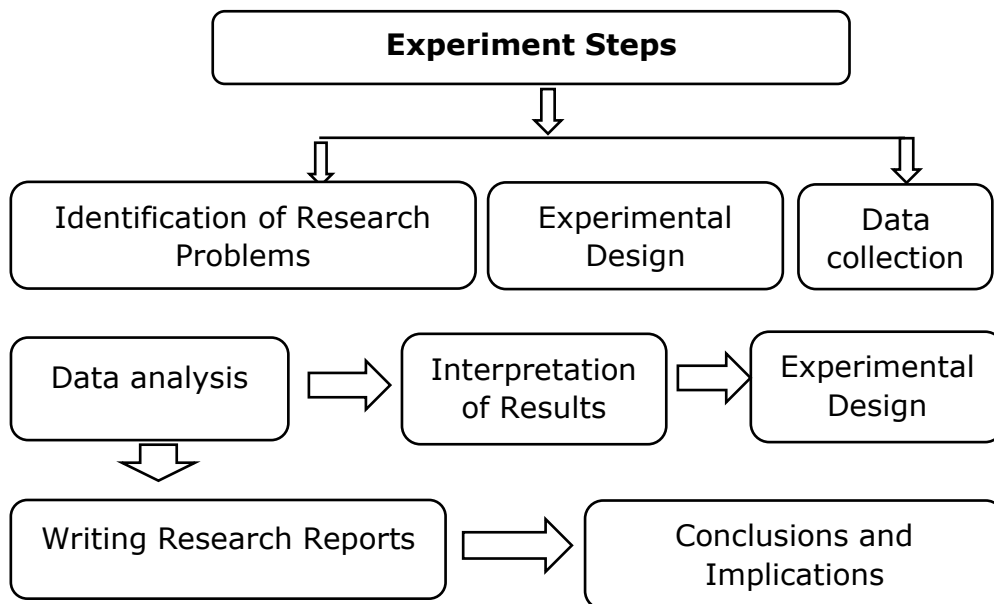 Experiment Steps
Identification of Research
Problems
Experimental
Design
Data
collection
Data analysis
Interpretation
of Results
Experimental
Design
Writing Research Reports
Conclusions and
Implications